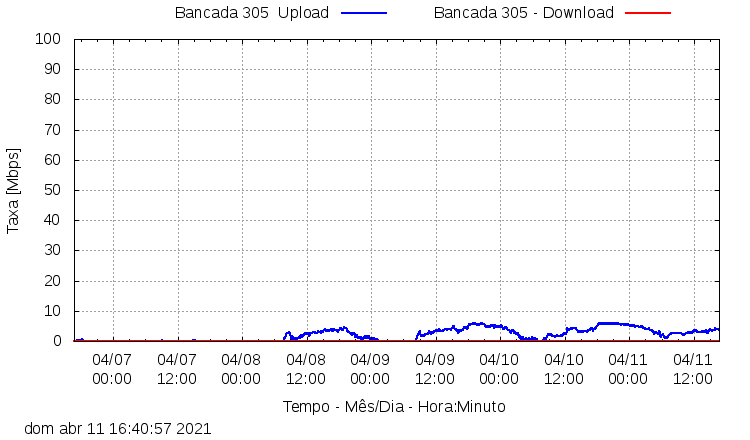 Bancada 305  Upload
Bancada 305 - Download
Taxa [Mbps]
100
90
80
70
60
50
40
30
20
10
0
04/07 04/07 04/08 04/08 04/09 04/09 04/10 04/10 04/11 04/11
00:00 12:00 00:00 12:00 00:00 12:00 00:00 12:00 00:00 12:00
Tempo - Mês/Dia - Hora:Minuto
dom abr 11 16:40:57 2021